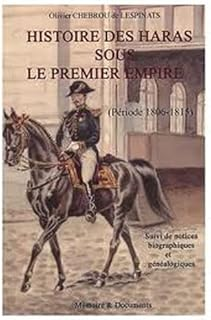 Olivier CHEBROU de LESPINATS
HISTOIRE DES HARAS
SOUS
LE PREMIER EMPIRE
(Période 1806-1815)
Suivi de notices
biographiques
et
généalogiques
Mémoire & Documents